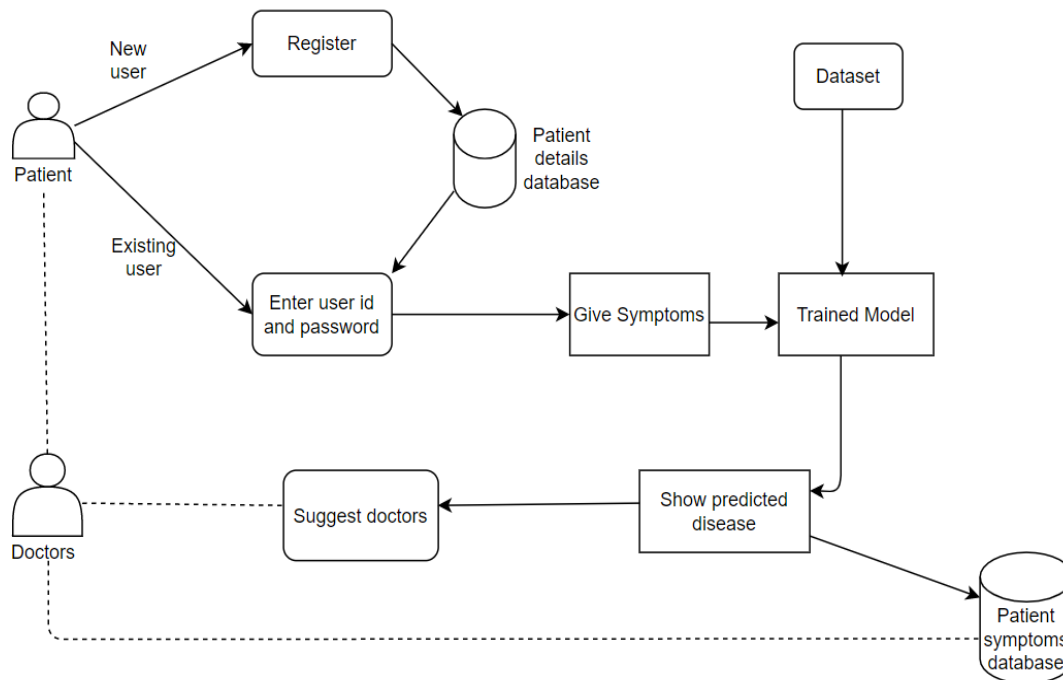 New
user
Register
Dataset
Patient
details
database
Patient
Existing
user
Enter user id
and password
Give Symptoms
Trained Model
Show predicted
disease
Suggest doctors
Doctors
Patient
symptoms
database